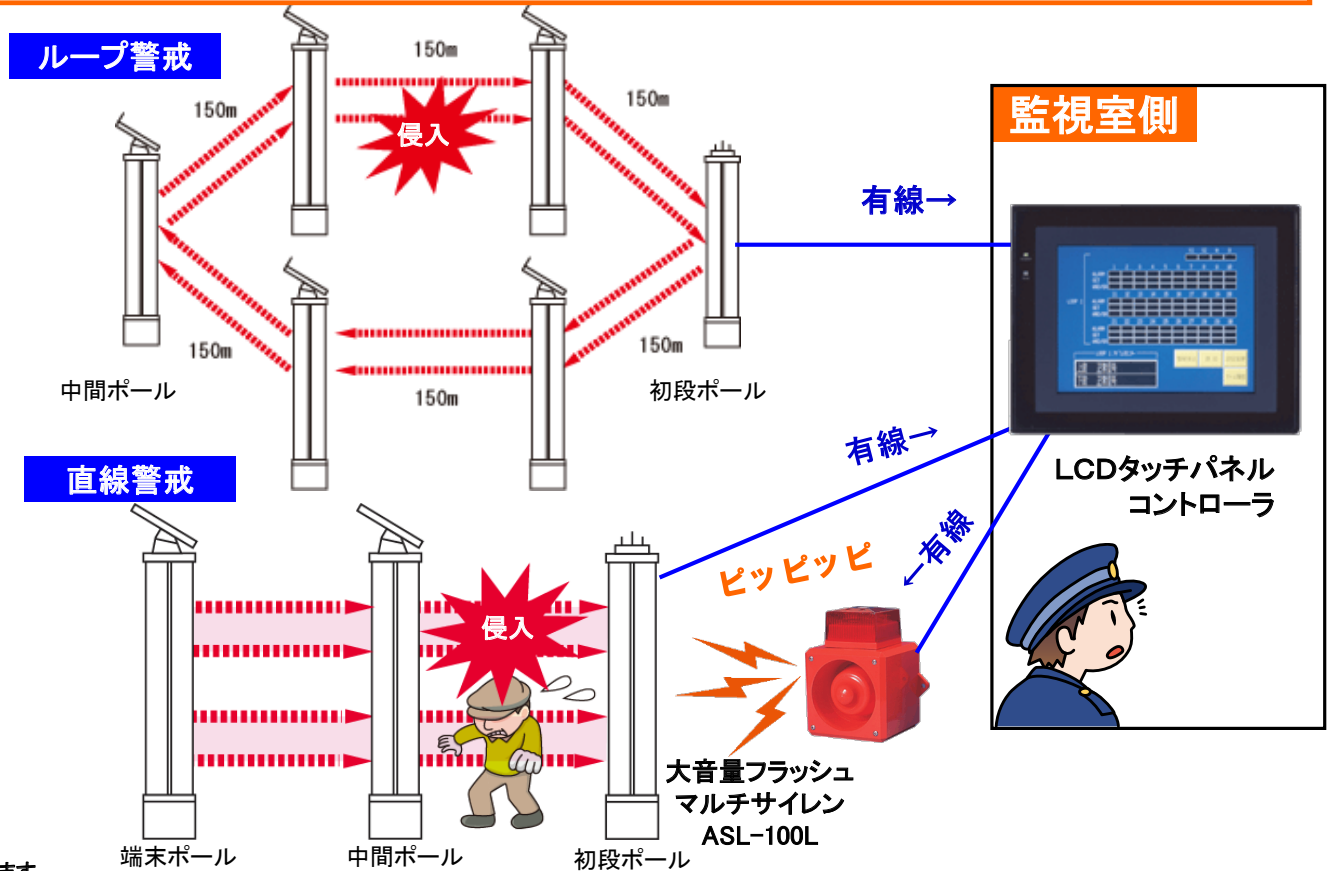 ループ警戒
150m
150m
150m
侵入
監視室側
有線→
150m
150m
150m
中間ポール
初段ポール
有線→
LCDタッチパネル
コントローラ
直線警戒
←有線
ピッピッピ
侵入
大音量フラッシュ
マルチサイレン
ASL-100L
端末ポール
中間ポール
初段ポール
ます